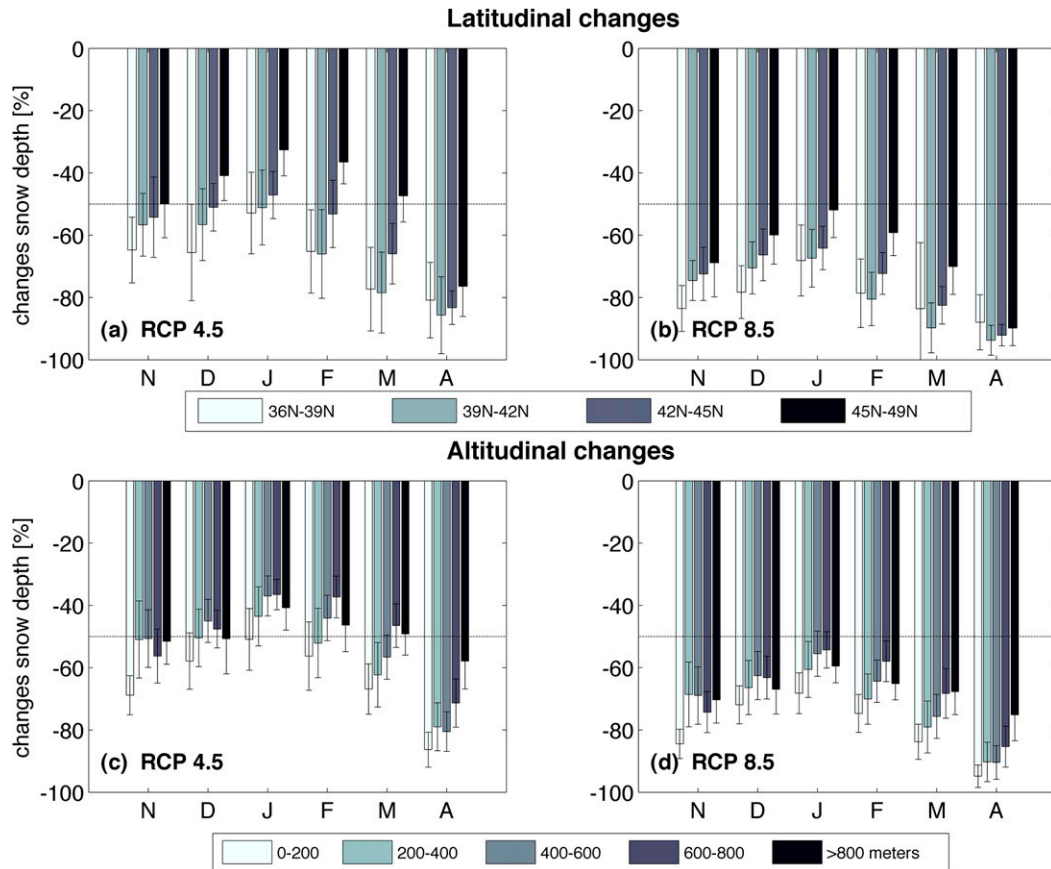 Latitudinal changes
changes snow depth [%]
0
-20
-40
-60
-80
-100
(a) RCP 4.5
N D J F M A
0
-20
-40
-60
-80
-100
(b) RCP 8.5
N D J F M A
36N-39N 39N-42N 42N-45N 45N-49N
Altitudinal changes
changes snow depth [%]
0
-20
-40
-60
-80
-100
(c) RCP 4.5
N D J F M A
0
-20
-40
-60
-80
-100
(d) RCP 8.5
N D J F M A
0-200 200-400 400-600 600-800 >800 meters